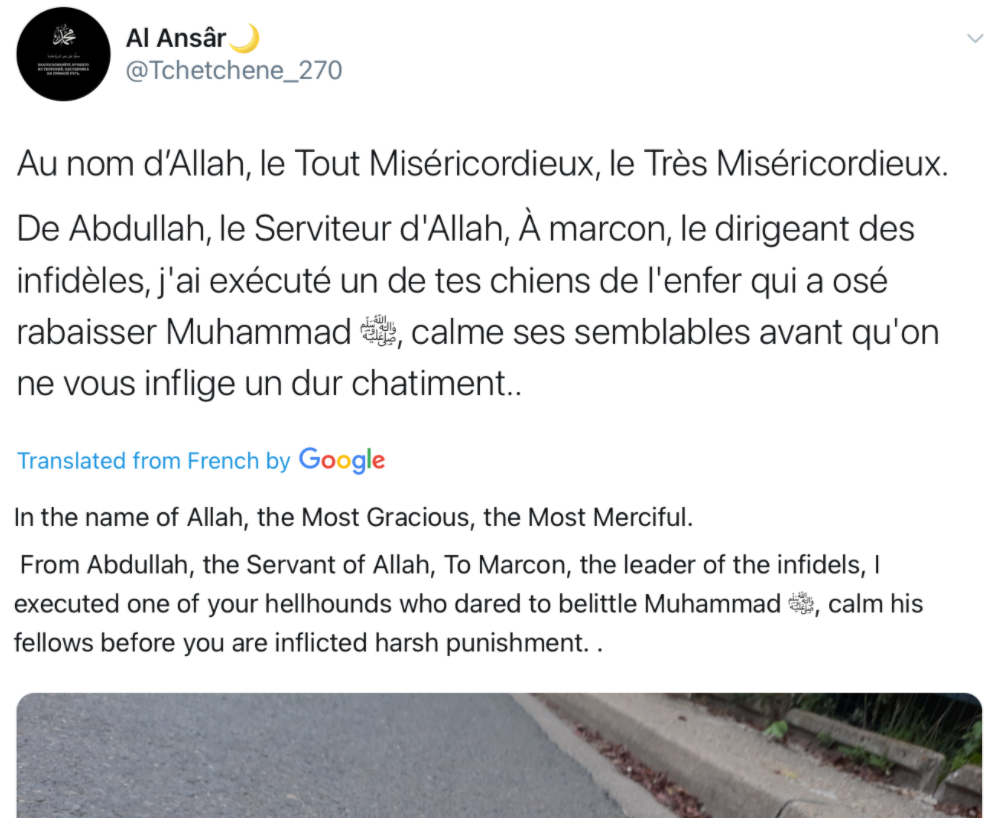 محمد
Al Ansâr🌙
@Tchetchene_270
Au nom d’Allah, le Tout Miséricordieux, le Très Miséricordieux.
De Abdullah, le Serviteur d'Allah, À marcon, le dirigeant des
infidèles, j'ai exécuté un de tes chiens de l'enfer qui a osé
rabaisser Muhammad ﷺ, calme ses semblables avant qu'on
ne vous inflige un dur chatiment..
Translated from French by Google
In the name of Allah, the Most Gracious, the Most Merciful.
From Abdullah, the Servant of Allah, To Marcon, the leader of the infidels, I
executed one of your hellhounds who dared to belittle Muhammad ﷺ, calm his
fellows before you are inflicted harsh punishment. .